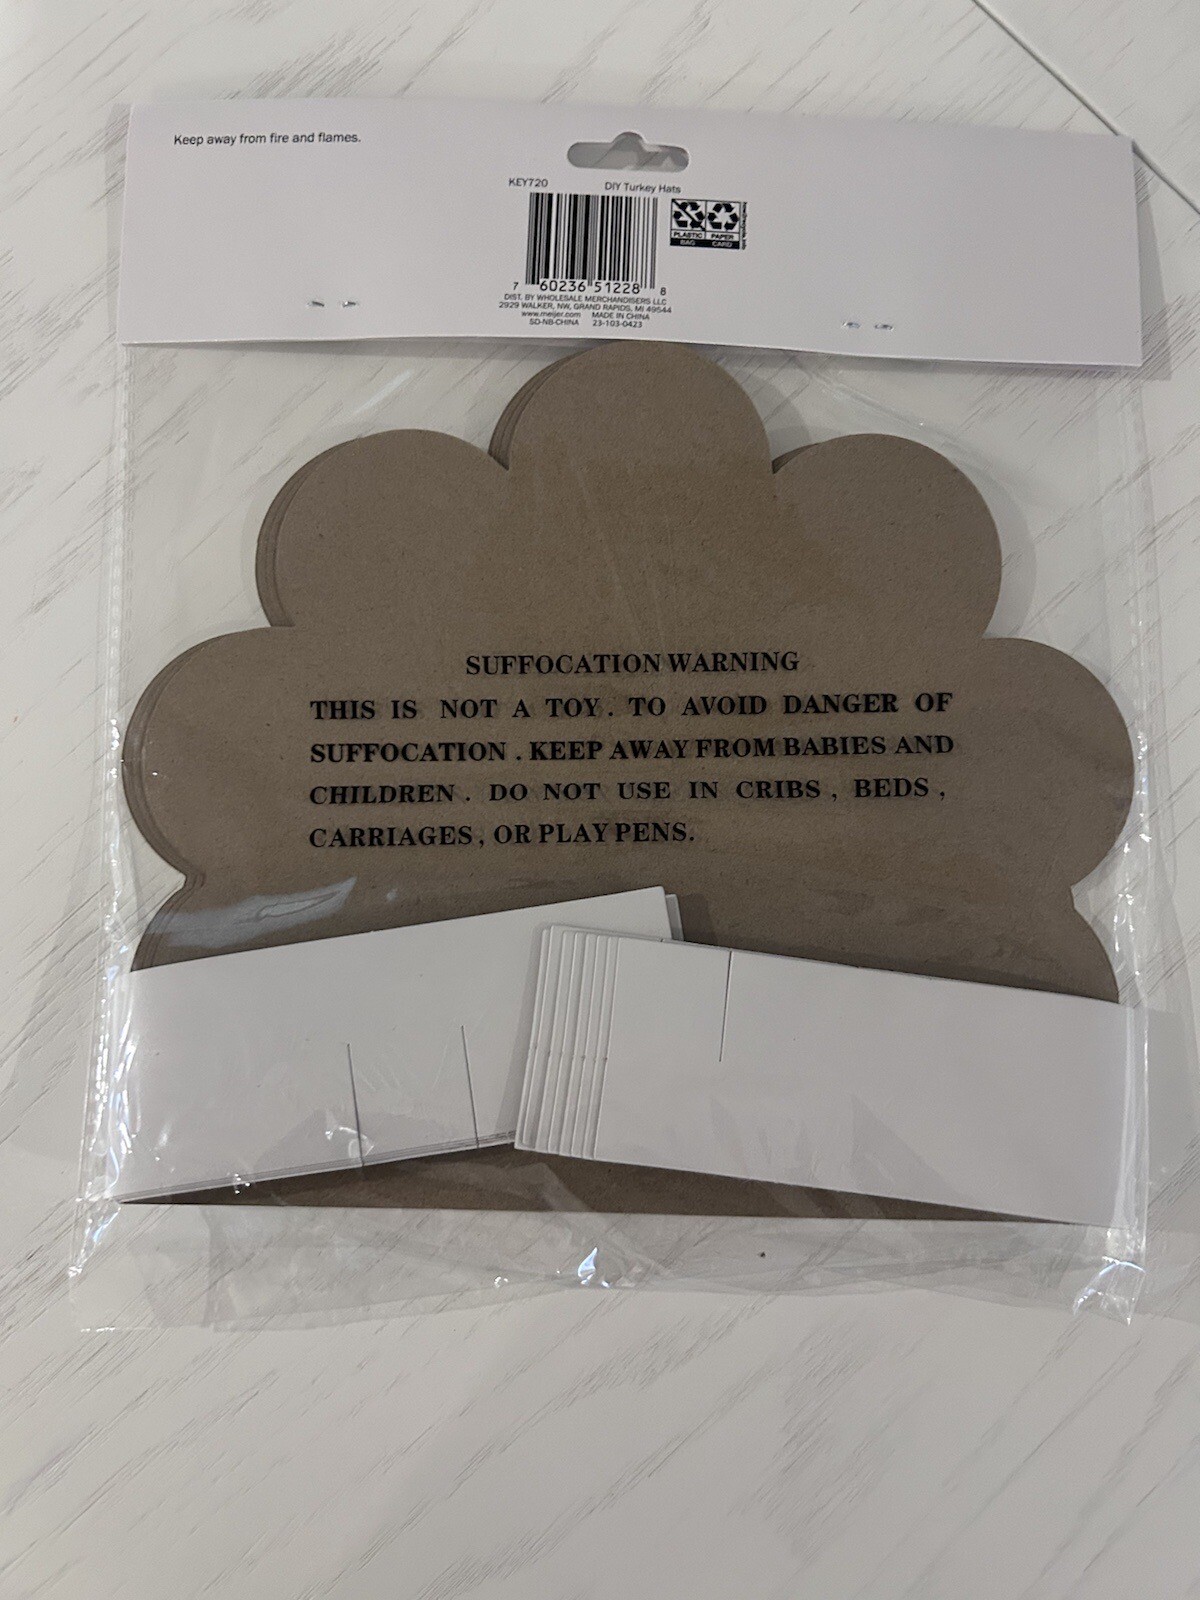 Keep away from fire and flames.
KEY720 DIY Turkey Hats
7 60236 51228 8
PLASTIC PAPER
BAG CARD
how2recycle.info
DIST. BY WHOLESALE MERCHANDISERS LLC
2929 WALKER, NW, GRAND RAPIDS, MI 49544
www.meijer.com MADE IN CHINA
SD-NB-CHINA 23-103-0423
SUFFOCATION WARNING
THIS IS NOT A TOY. TO AVOID DANGER OF
SUFFOCATION. KEEP AWAY FROM BABIES AND
CHILDREN. DO NOT USE IN CRIBS, BEDS,
CARRIAGES, OR PLAY PENS.